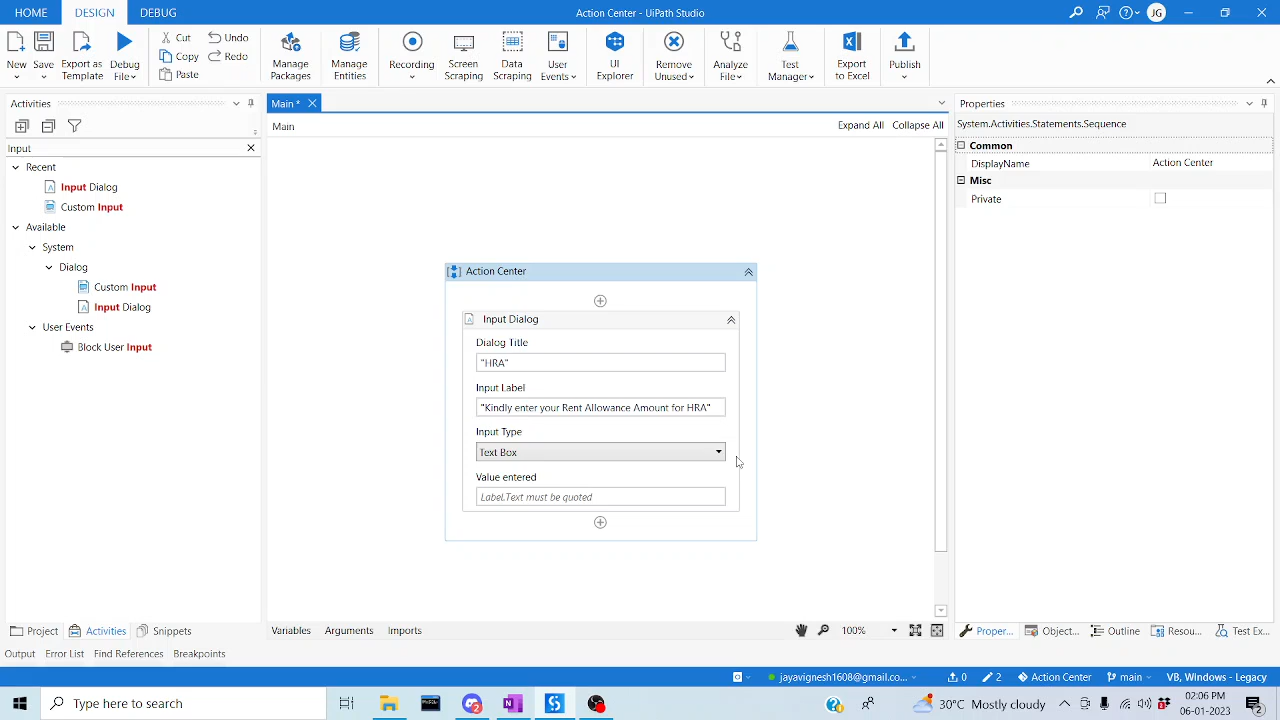 HOME DESIGN DEBUG
Action Center - UiPath Studio
JG
New Save Export as Template Debug File
Cut Copy Paste Undo Redo
Manage Packages Manage Entities Recording Screen Scraping Data Scraping User Events UI Explorer Remove Unused Analyze File Test Manager Export to Excel Publish
Activities
Input
Recent
Input Dialog
Custom Input
Available
System
Dialog
Custom Input
Input Dialog
User Events
Block User Input
Project Activities Snippets
Main *
Main
Expand All Collapse All
Action Center
Input Dialog
Dialog Title
"HRA"
Input Label
"Kindly enter your Rent Allowance Amount for HRA"
Input Type
Text Box
Value entered
Label.Text must be quoted
Variables Arguments Imports
100%
Properties
System.Activities.Statements.Sequence
Common
DisplayName Action Center
Misc
Private
Proper... Object... Outline Resou... Test Ex...
Output Error List Find References Breakpoints
jayavignesh1608@gmail.co... 0 2 Action Center main VB, Windows - Legacy
Type here to search
30°C Mostly cloudy
02:06 PM
06-01-2023
2